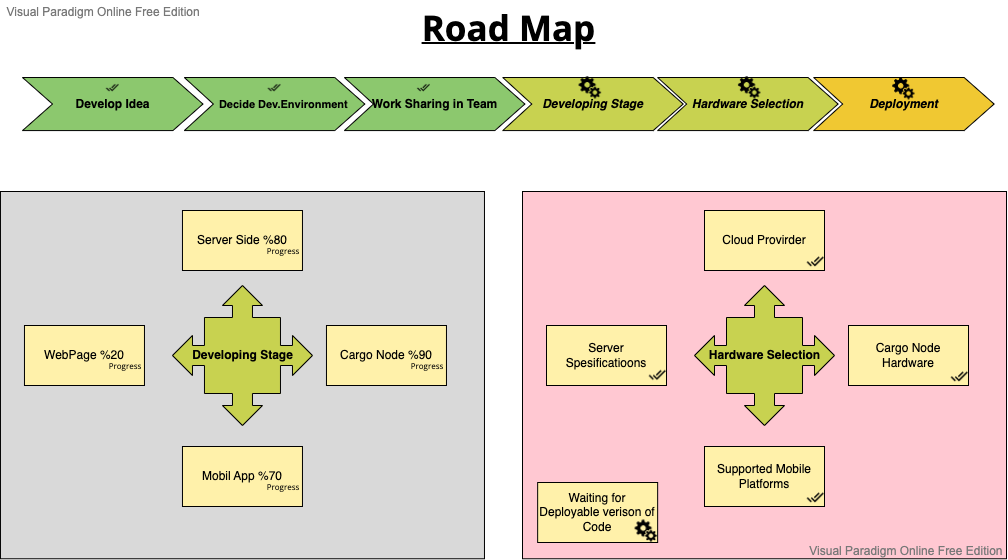 Visual Paradigm Online Free Edition
Road Map
Develop Idea
Decide Dev.Environment
Work Sharing in Team
Developing Stage
Hardware Selection
Deployment
Server Side %80
Progress
WebPage %20
Progress
Developing Stage
Cargo Node %90
Progress
Mobil App %70
Progress
Cloud Provirder
Server
Spesificatioons
Hardware Selection
Cargo Node
Hardware
Supported Mobile
Platforms
Waiting for
Deployable verison of
Code
Visual Paradigm Online Free Edition